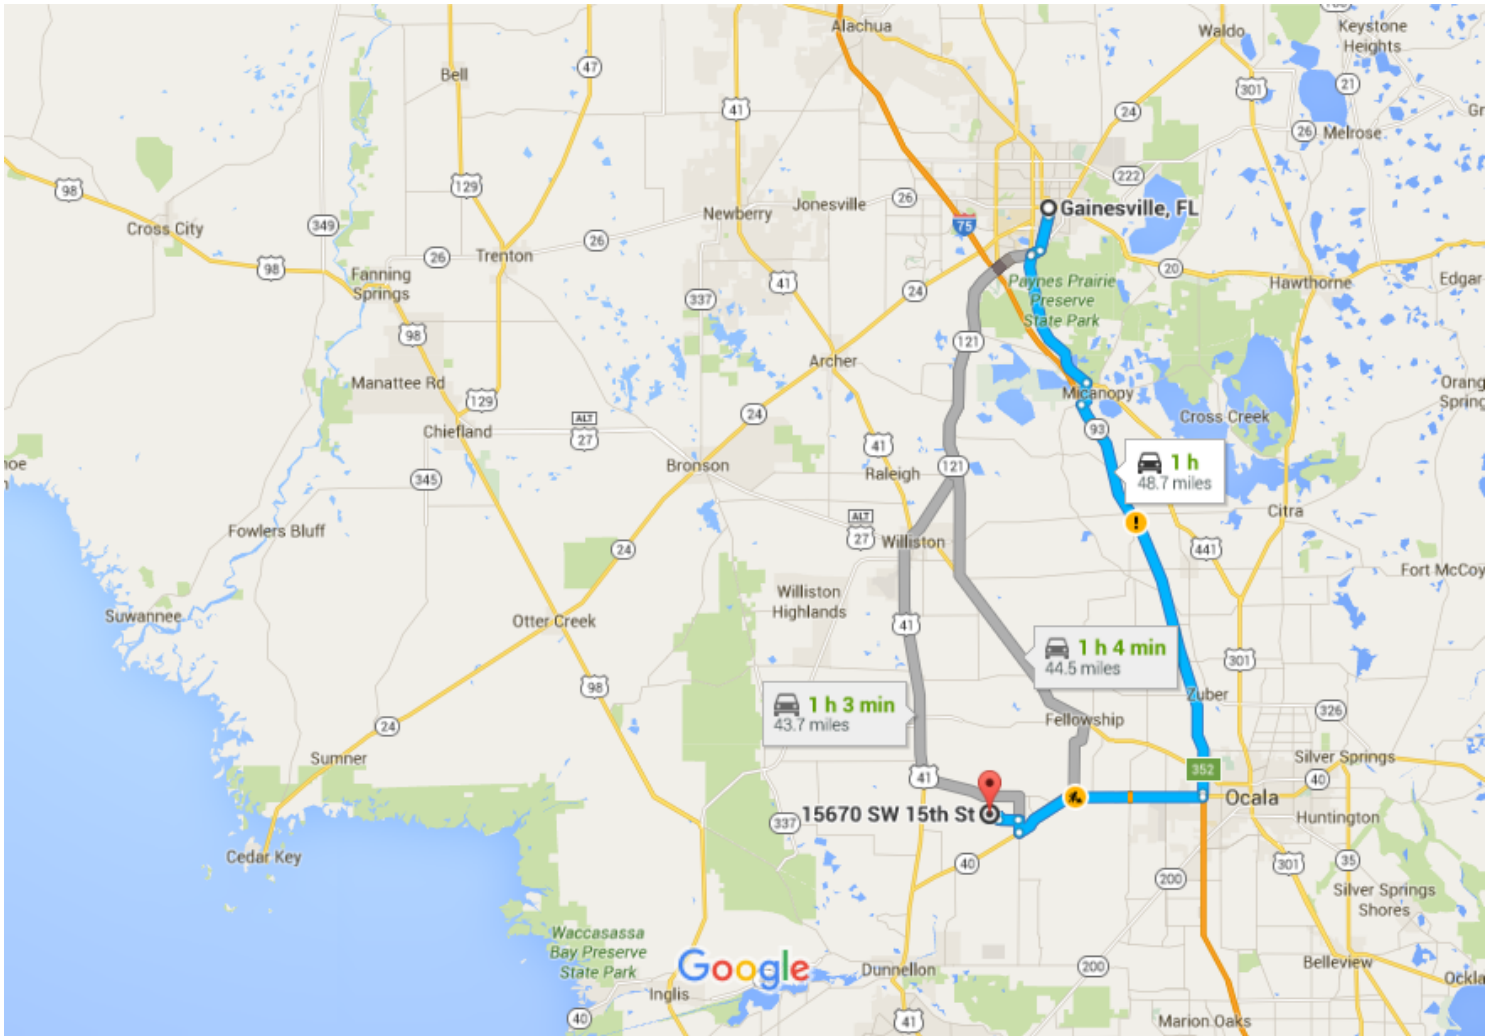 Alachua
Waldo
Keystone
Heights
Bell
47
41
301
21
24
26
Melrose
98
129
222
Gainesville, FL
Cross City
349
Newberry
Jonesville
26
75
26
Trenton
26
20
Hawthorne
Edgar
98
Fanning
Springs
41
24
Paynes Prairie
Preserve
State Park
337
98
121
Archer
Manattee Rd
129
Micanopy
Orang
Spring
Chiefland
ALT
27
24
93
Cross Creek
41
1 h
48.7 miles
Bronson
121
Raleigh
345
Citra
Fowlers Bluff
ALT
27
Williston
441
24
Fort McCoy
Williston
Highlands
Suwannee
Otter Creek
41
1 h 4 min
44.5 miles
301
98
Zuber
1 h 3 min
43.7 miles
Fellowship
326
24
Sumner
Silver Springs
352
41
40
Ocala
15670 SW 15th St
337
Huntington
Cedar Key
40
301
35
200
Silver Springs
Shores
Waccasassa
Bay Preserve
State Park
Google
Dunnellon
200
Belleview
Ockla
Inglis
40
41
Marion Oaks